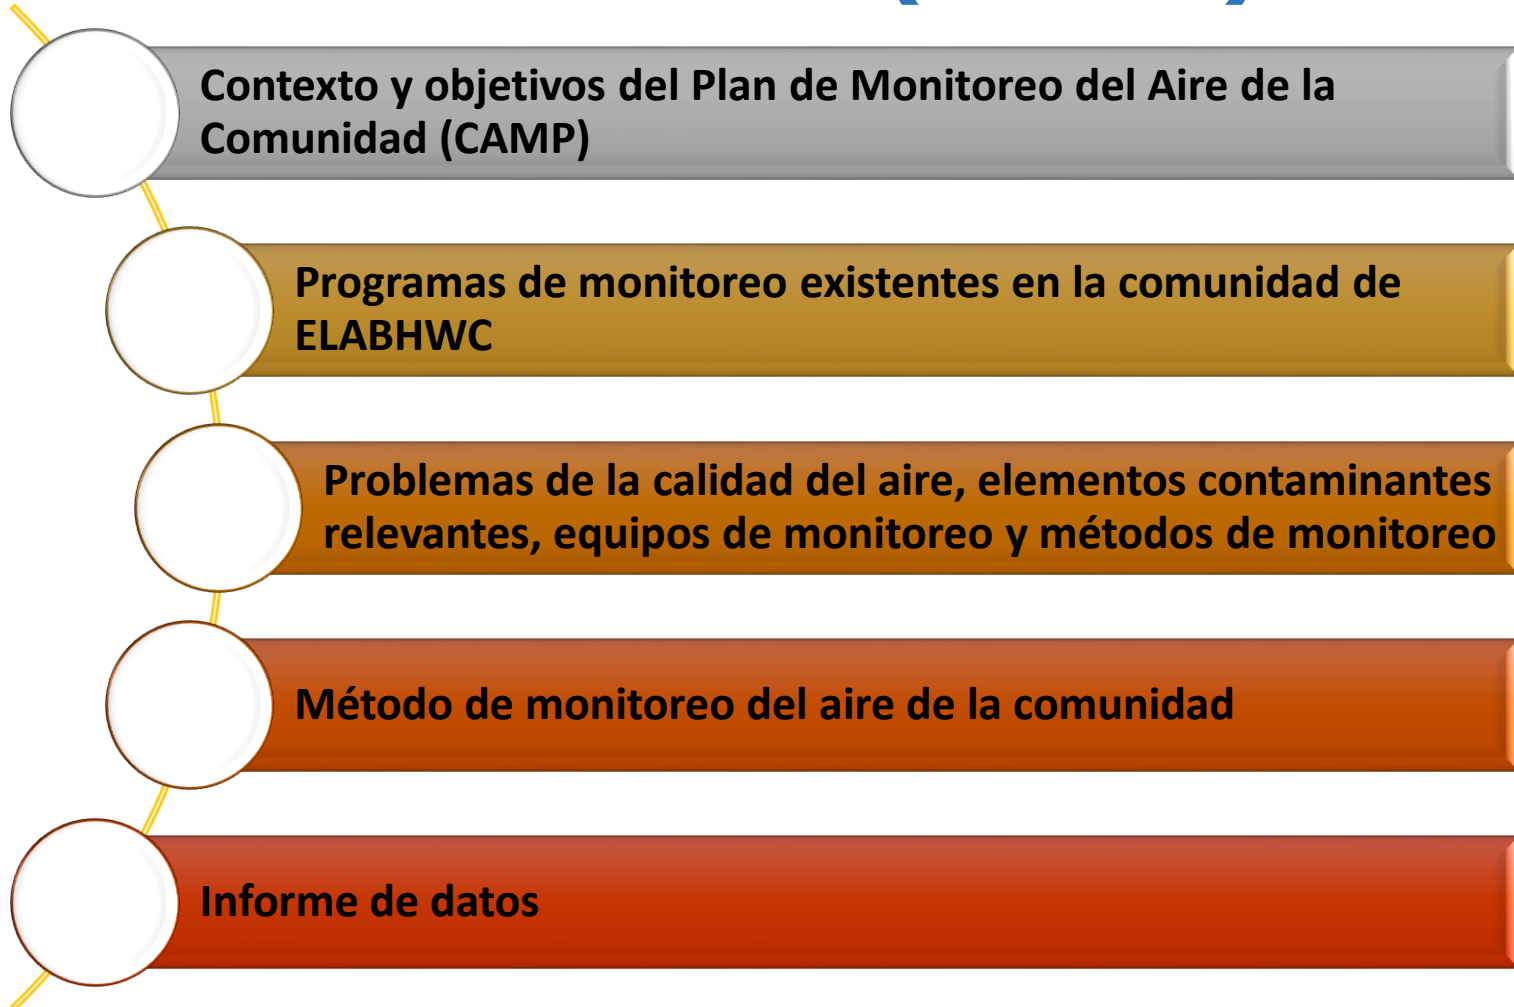 Contexto y objetivos del Plan de Monitoreo del Aire de la
Comunidad (CAMP)
Programas de monitoreo existentes en la comunidad de
ELABHWC
Problemas de la calidad del aire, elementos contaminantes
relevantes, equipos de monitoreo y métodos de monitoreo
Método de monitoreo del aire de la comunidad
Informe de datos